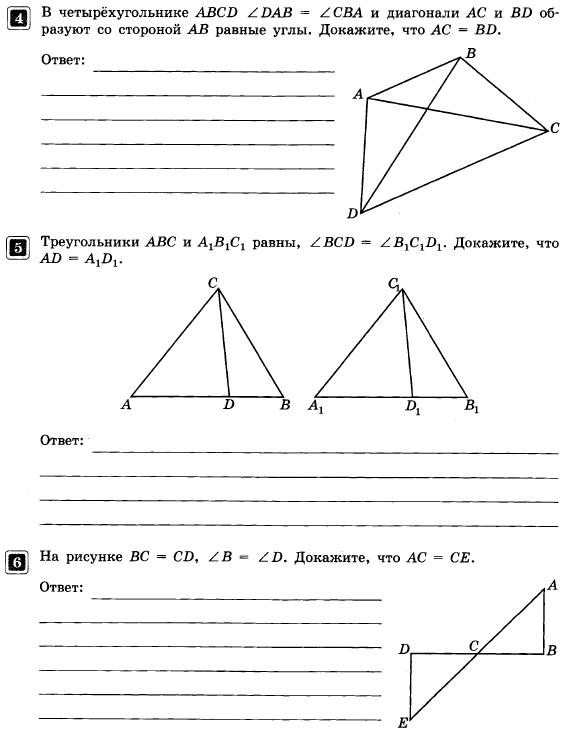 4 В четырёхугольнике ABCD ∠DAB = ∠CBA и диагонали AC и BD об-
разуют со стороной AB равные углы. Докажите, что AC = BD.
Ответ:
B
A
C
D
5 Треугольники ABC и A₁B₁C₁ равны, ∠BCD = ∠B₁C₁D₁. Докажите, что
AD = A₁D₁.
C C₁
A D B A₁ D₁ B₁
Ответ:
6 На рисунке BC = CD, ∠B = ∠D. Докажите, что AC = CE.
Ответ:
A
D C B
E